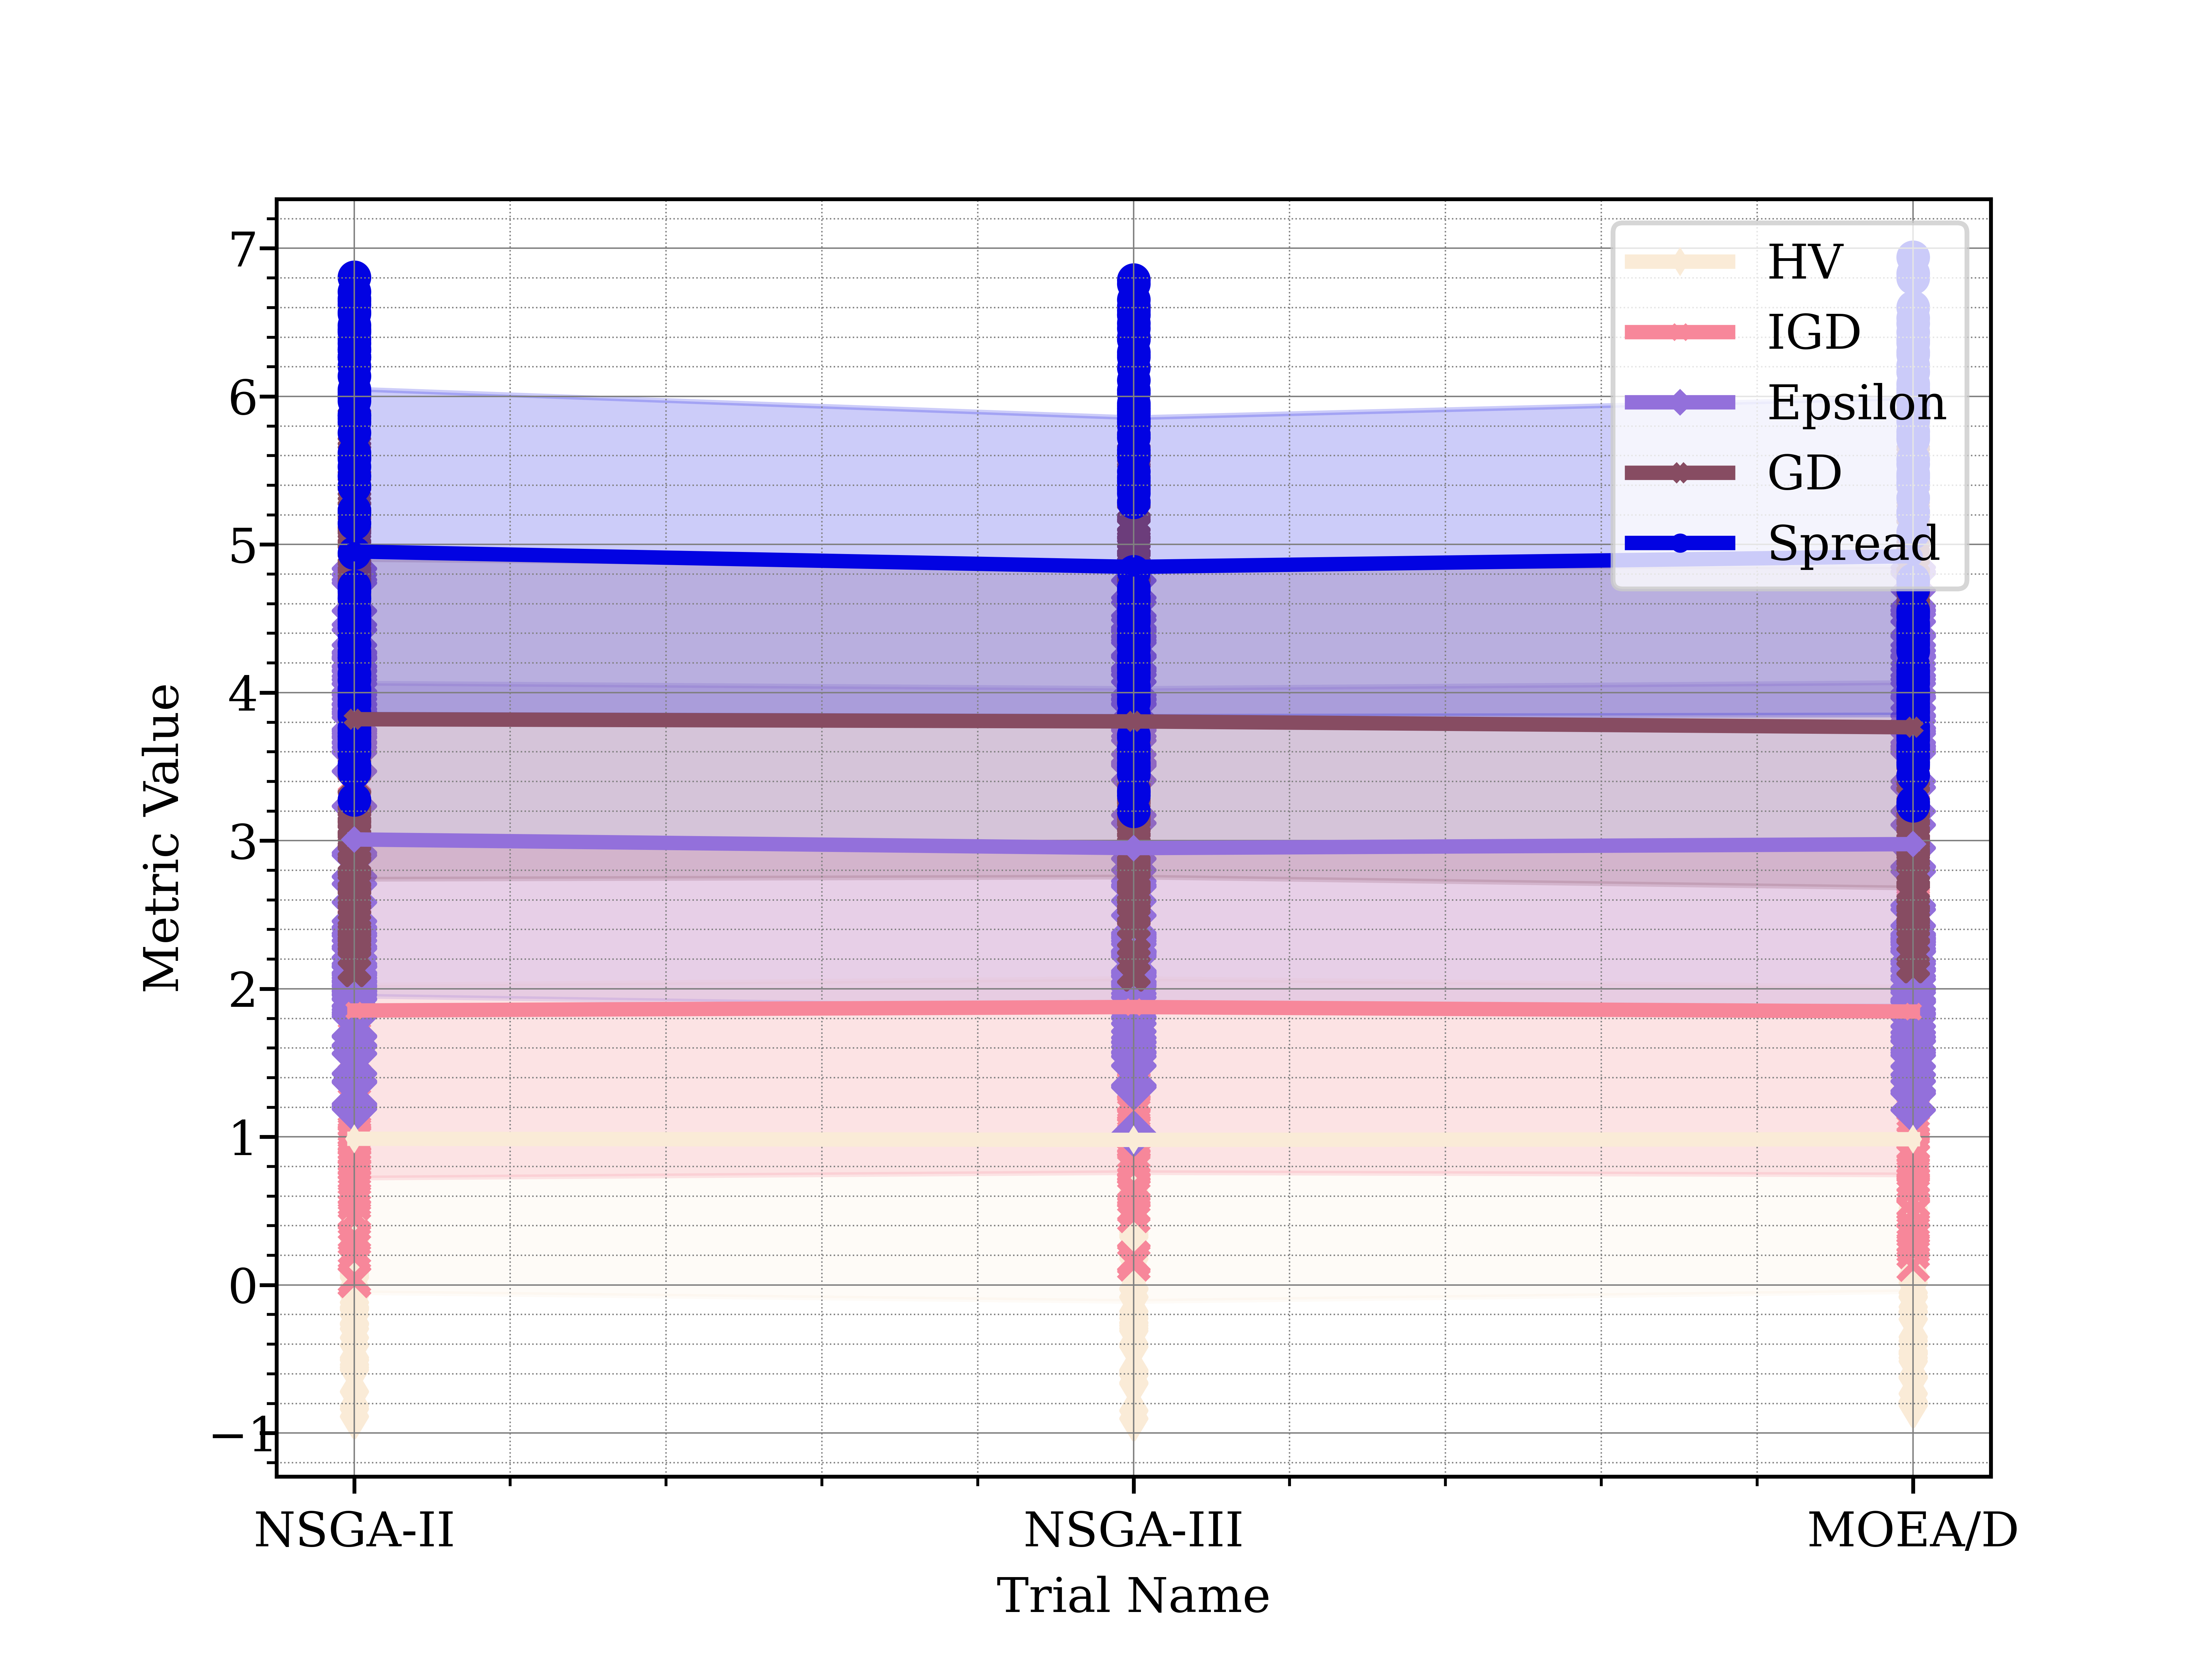 7
6
5
4
3
2
1
0
−1
Metric Value
HV
IGD
Epsilon
GD
Spread
NSGA-II NSGA-III MOEA/D
Trial Name